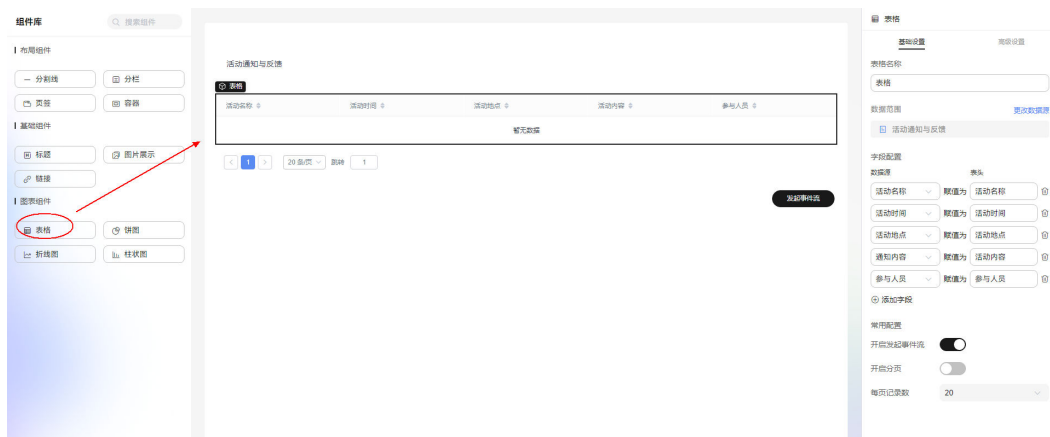 组件库
搜索组件
布局组件
分割线
分栏
页签
容器
基础组件
标题
图片展示
链接
图表组件
表格
饼图
折线图
柱状图
活动通知与反馈
表格
活动名称 活动时间 活动地点 活动内容 参与人员
暂无数据
1 20 条/页 跳转 1
发起事件流
表格
基础设置 高级设置
表格名称
表格
数据范围 更改数据源
活动通知与反馈
字段配置
数据源 表头
活动名称 赋值为 活动名称
活动时间 赋值为 活动时间
活动地点 赋值为 活动地点
通知内容 赋值为 活动内容
参与人员 赋值为 参与人员
添加字段
常用配置
开启发起事件流
开启分页
每页记录数 20